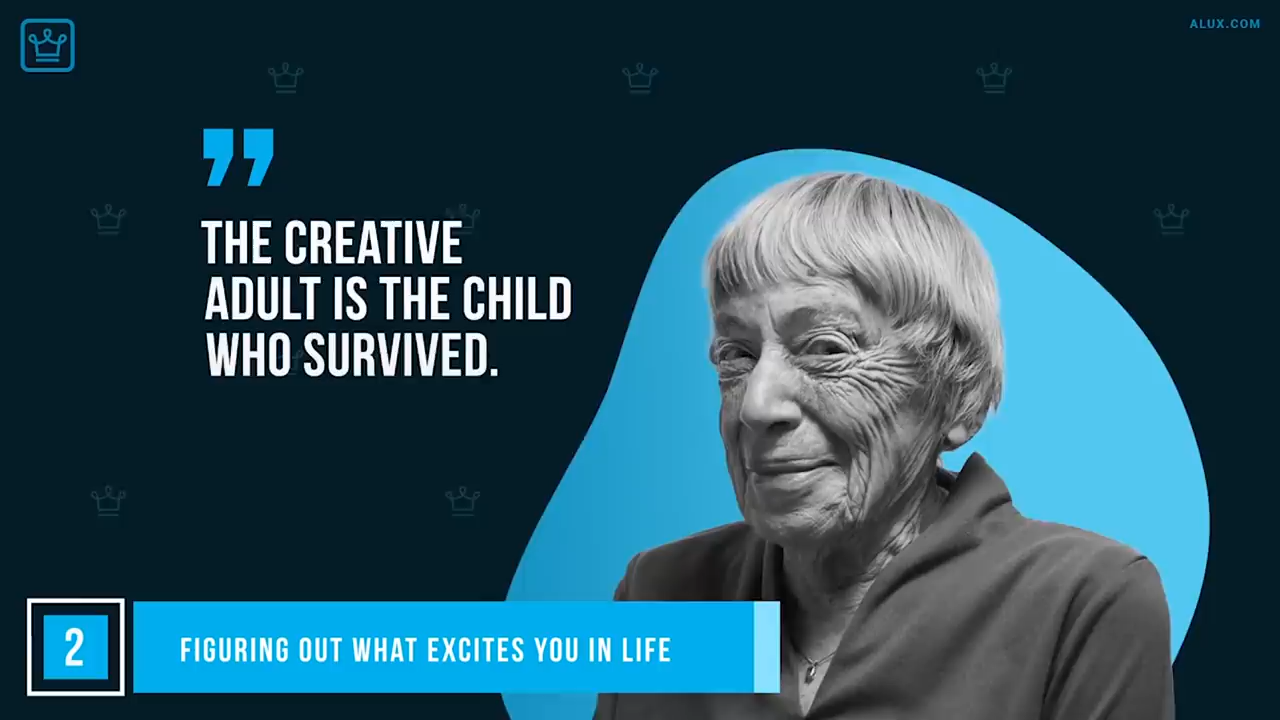 ALUX.COM
”
THE CREATIVE
ADULT IS THE CHILD
WHO SURVIVED.
2
FIGURING OUT WHAT EXCITES YOU IN LIFE